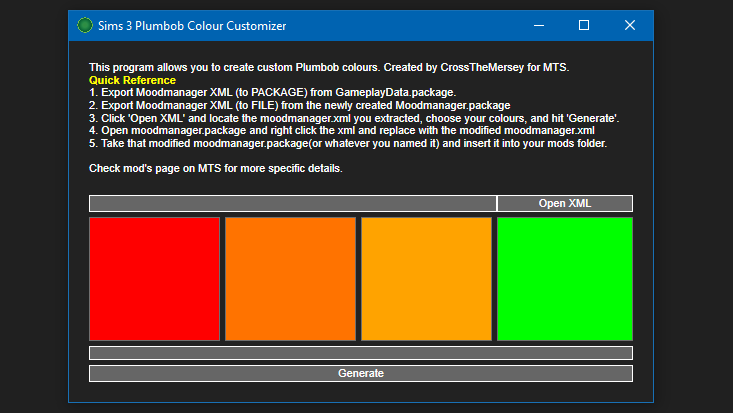 Sims 3 Plumbob Colour Customizer
This program allows you to create custom Plumbob colours. Created by CrossTheMersey for MTS.
Quick Reference
1. Export Moodmanager XML (to PACKAGE) from GameplayData.package.
2. Export Moodmanager XML (to FILE) from the newly created Moodmanager.package
3. Click 'Open XML' and locate the moodmanager.xml you extracted, choose your colours, and hit 'Generate'.
4. Open moodmanager.package and right click the xml and replace with the modified moodmanager.xml
5. Take that modified moodmanager.package(or whatever you named it) and insert it into your mods folder.
Check mod's page on MTS for more specific details.
Open XML
Generate